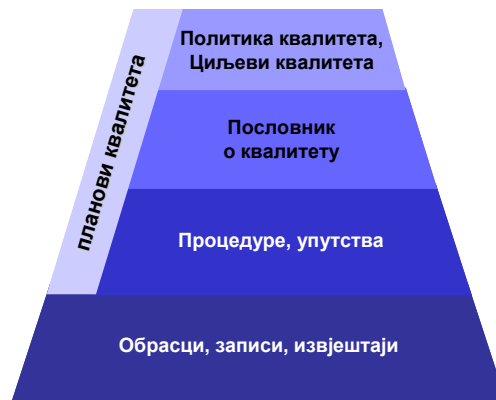 Политика квалитета,
Циљеви квалитета
планови квалитета
Пословник
о квалитету
Процедуре, упутства
Обрасци, записи, извјештаји